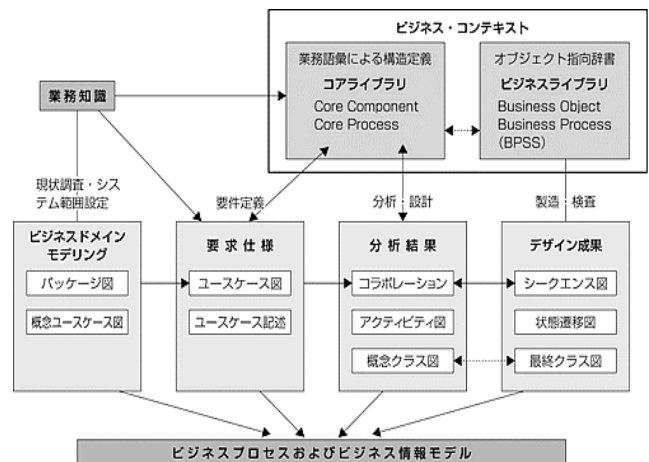 ビジネス・コンテキスト
業務語彙による構造定義
コアライブラリ
Core Component
Core Process
オブジェクト指向辞書
ビジネスライブラリ
Business Object
Business Process
(BPSS)
業務知識
現状調査・シス
テム範囲設定
要件定義
分析・設計
製造・検査
ビジネスドメイン
モデリング
パッケージ図
概念ユースケース図
要求仕様
ユースケース図
ユースケース記述
分析結果
コラボレーション
アクティビティ図
概念クラス図
デザイン成果
シークエンス図
状態遷移図
最終クラス図
ビジネスプロセスおよびビジネス情報モデル